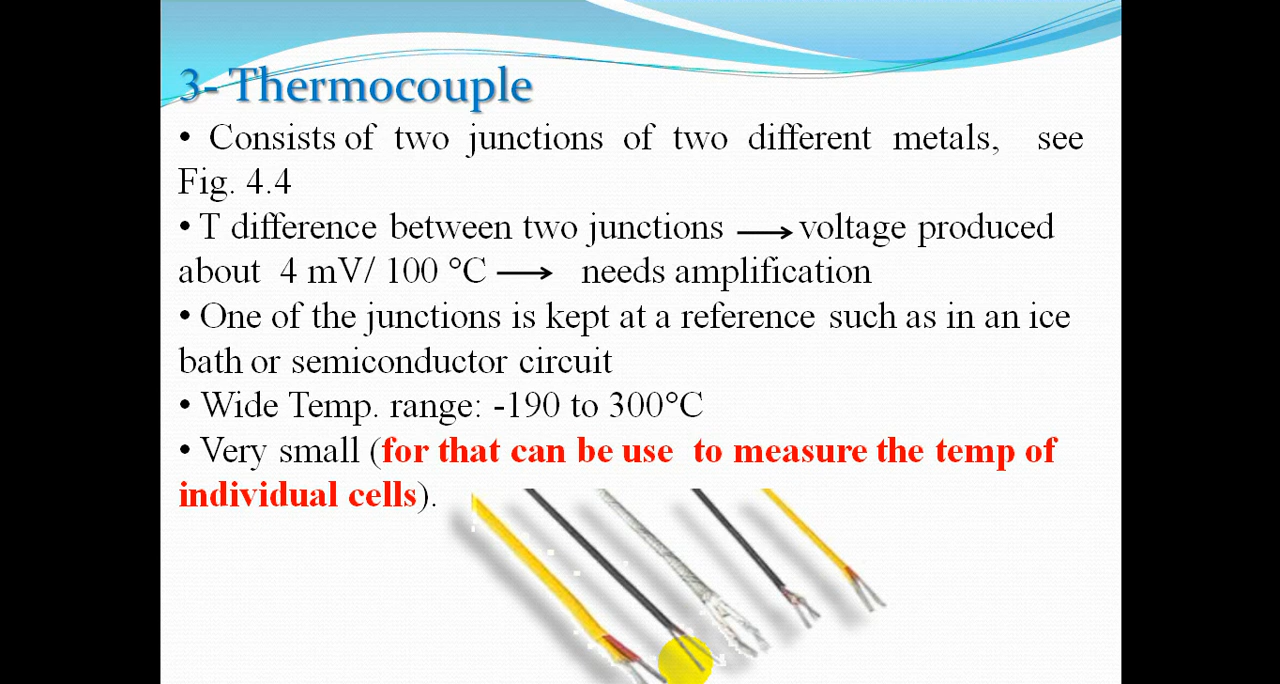 3- Thermocouple
• Consists of two junctions of two different metals, see
Fig. 4.4
• T difference between two junctions → voltage produced
about 4 mV/ 100 °C → needs amplification
• One of the junctions is kept at a reference such as in an ice
bath or semiconductor circuit
• Wide Temp. range: -190 to 300°C
• Very small (for that can be use to measure the temp of
individual cells).